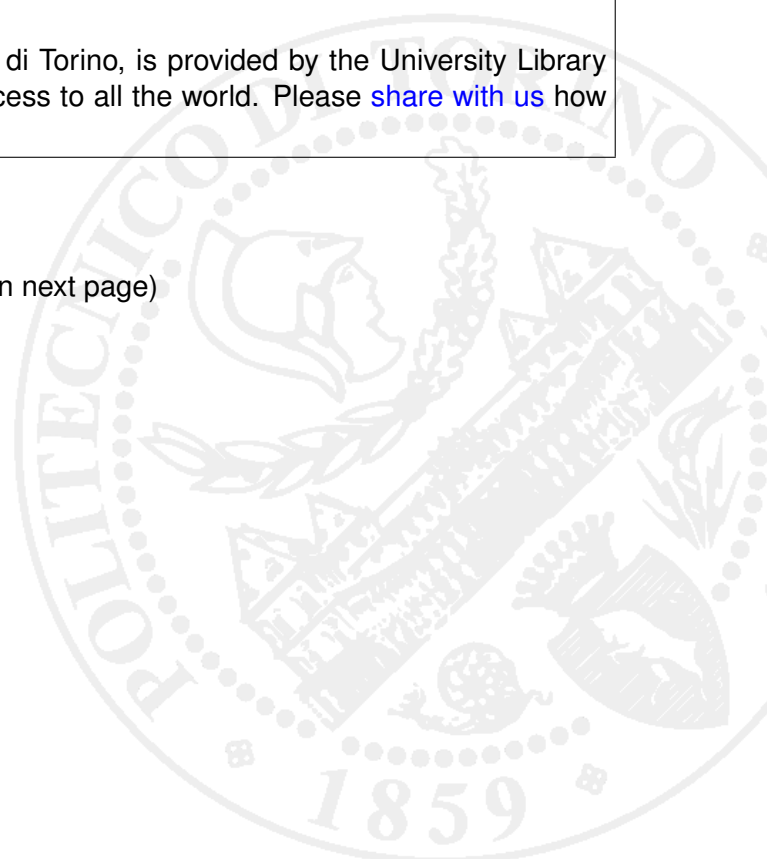 di Torino, is provided by the University Library
cess to all the world. Please share with us how
n next page)
POLITECNICO DI TORINO
1859